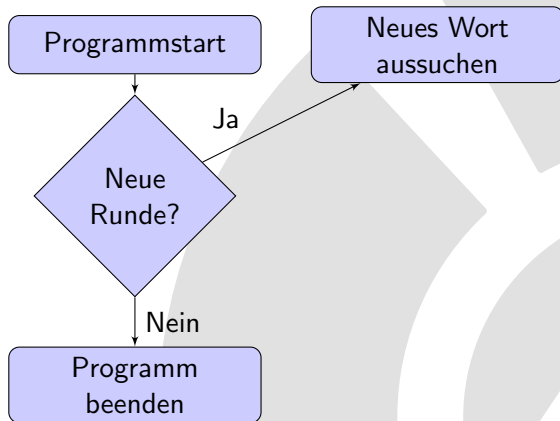 Programmstart
Neues Wort
aussuchen
Ja
Neue
Runde?
Nein
Programm
beenden